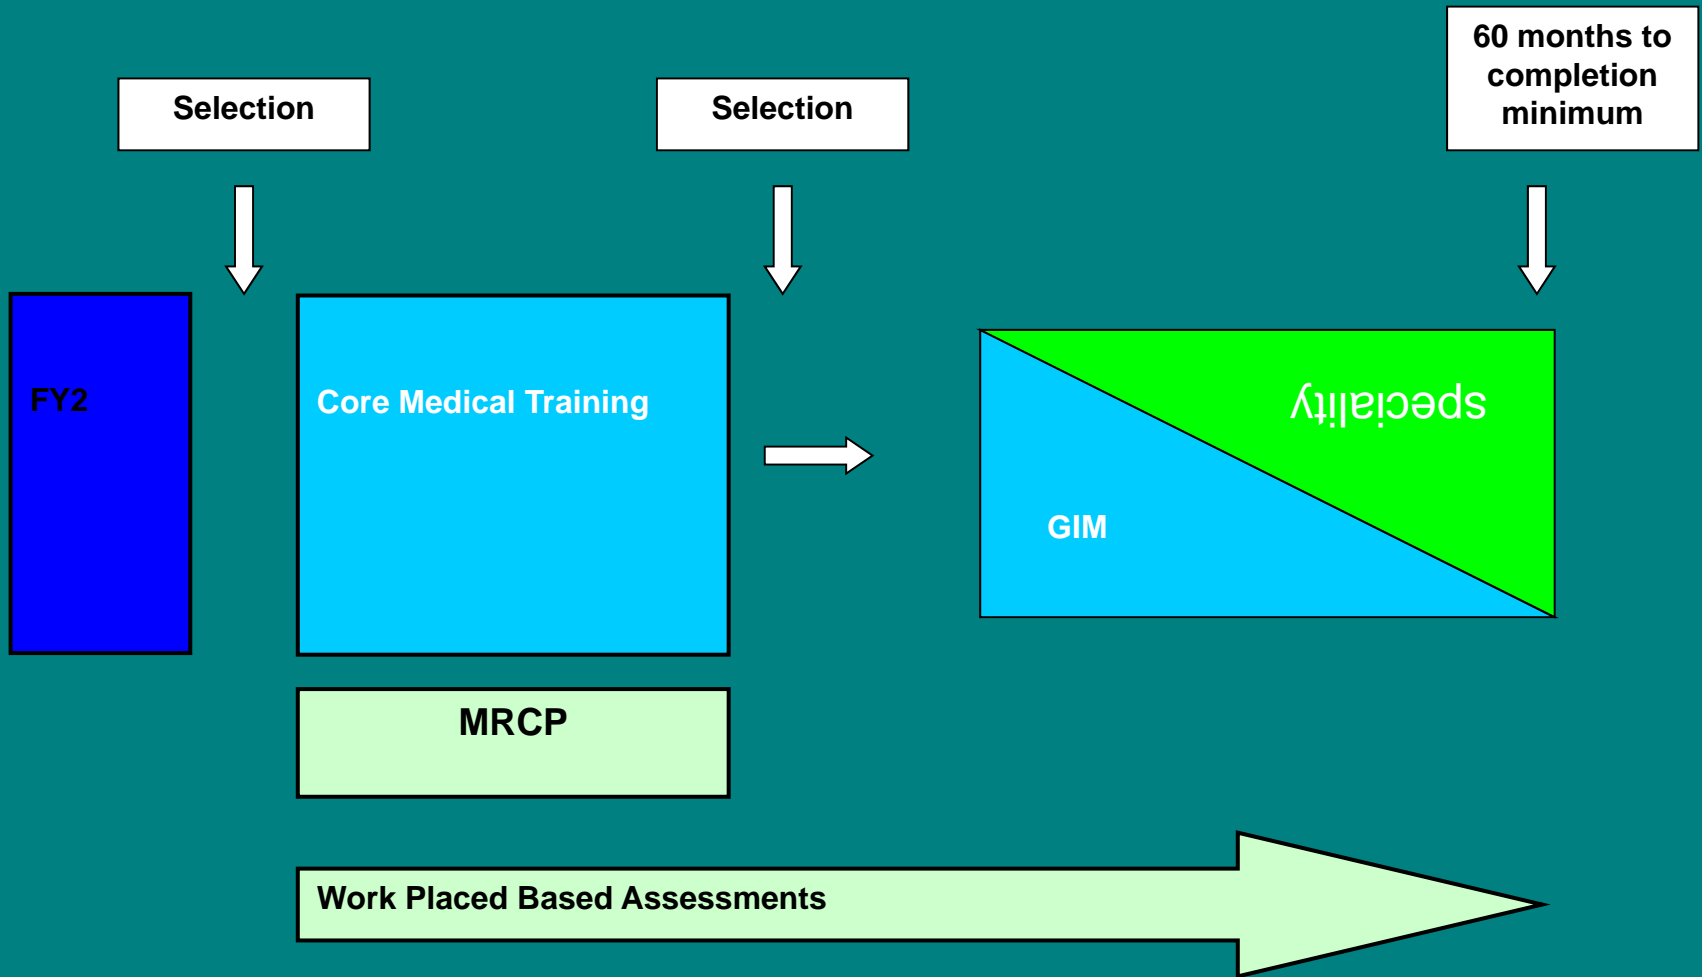 60 months to
completion
minimum
Selection
Selection
FY2
Core Medical Training
speciality
GIM
MRCP
Work Placed Based Assessments